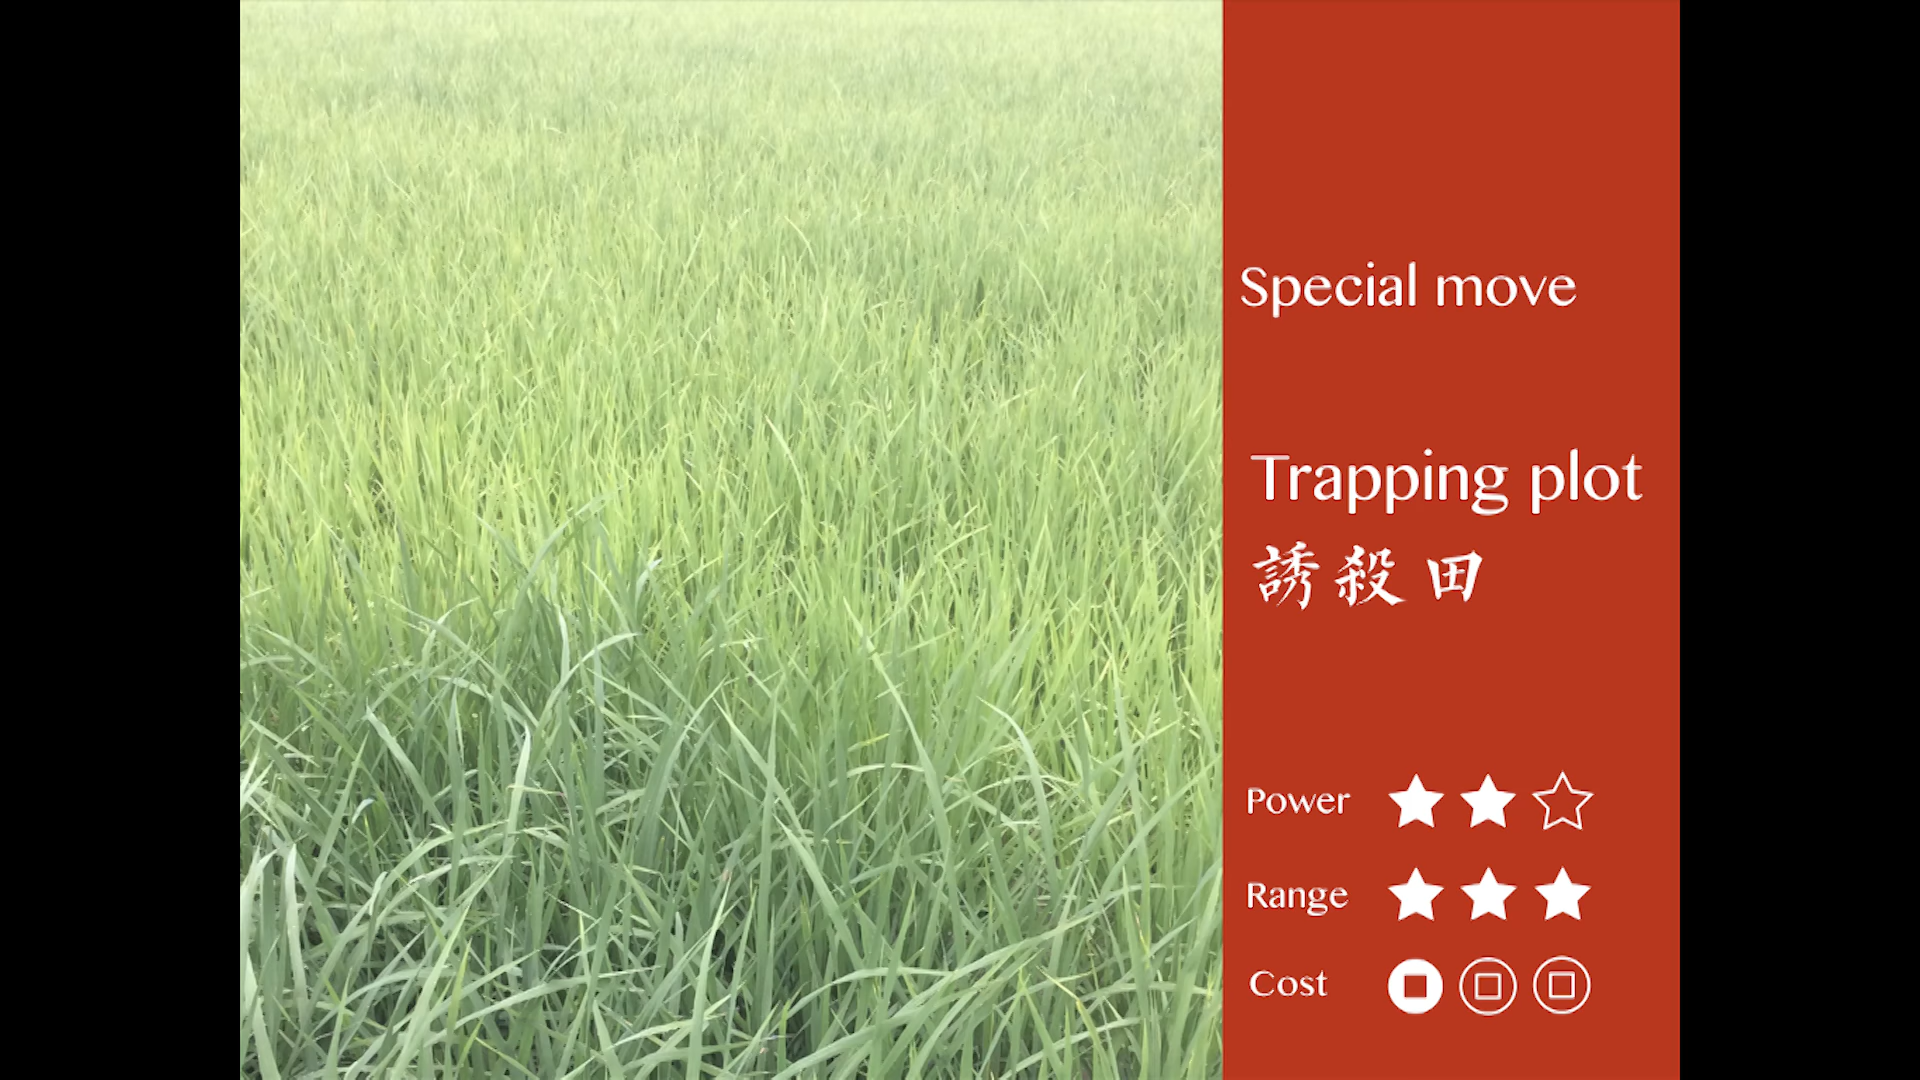 Special move
Trapping plot
誘殺田
Power
Range
Cost